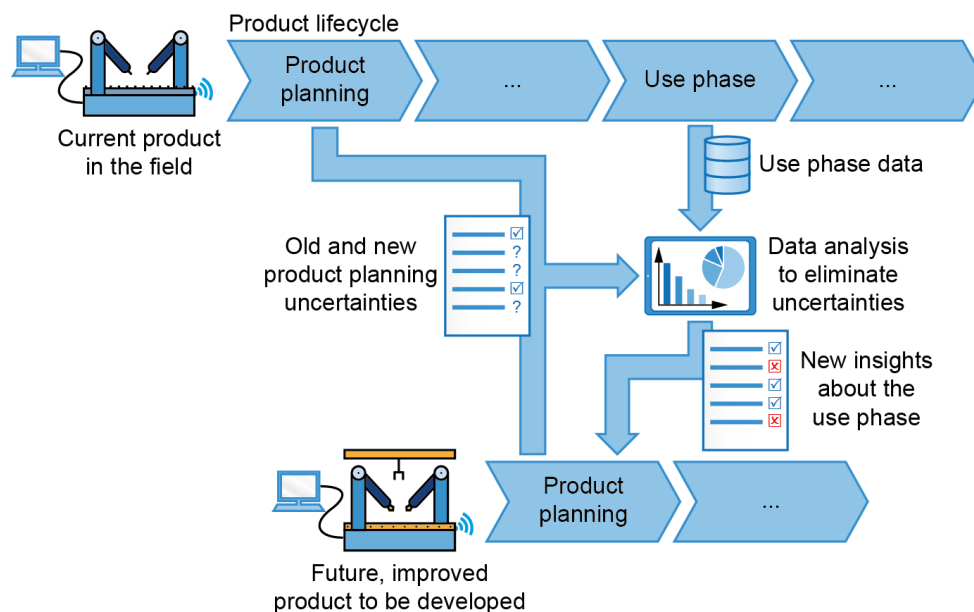 Product lifecycle
Product
planning
...
Use phase
...
Current product
in the field
Use phase data
Old and new
product planning
uncertainties
?
?
?
Data analysis
to eliminate
uncertainties
New insights
about the
use phase
Product
planning
...
Future, improved
product to be developed